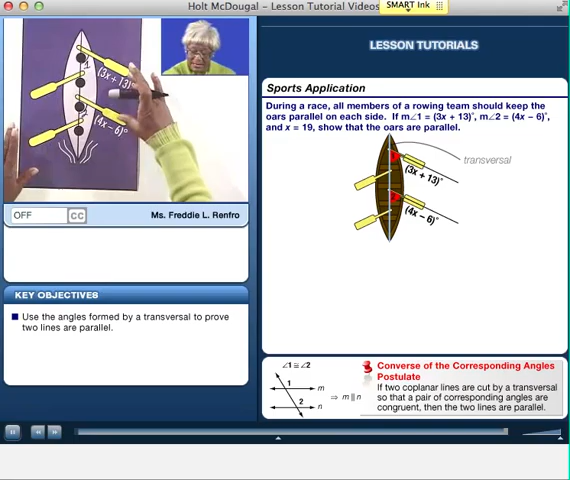 Holt McDougal – Lesson Tutorial Videos
SMART Ink
(3x + 13)°
(4x – 6)°
OFF
CC
Ms. Freddie L. Renfro
KEY OBJECTIVES
Use the angles formed by a transversal to prove
two lines are parallel.
LESSON TUTORIALS
Sports Application
During a race, all members of a rowing team should keep the
oars parallel on each side. If m∠1 = (3x + 13)°, m∠2 = (4x – 6)°,
and x = 19, show that the oars are parallel.
transversal
(3x + 13)°
(4x – 6)°
∠1 ≅ ∠2
1
m
2
n
⇒ m || n
Converse of the Corresponding Angles
Postulate
If two coplanar lines are cut by a transversal
so that a pair of corresponding angles are
congruent, then the two lines are parallel.